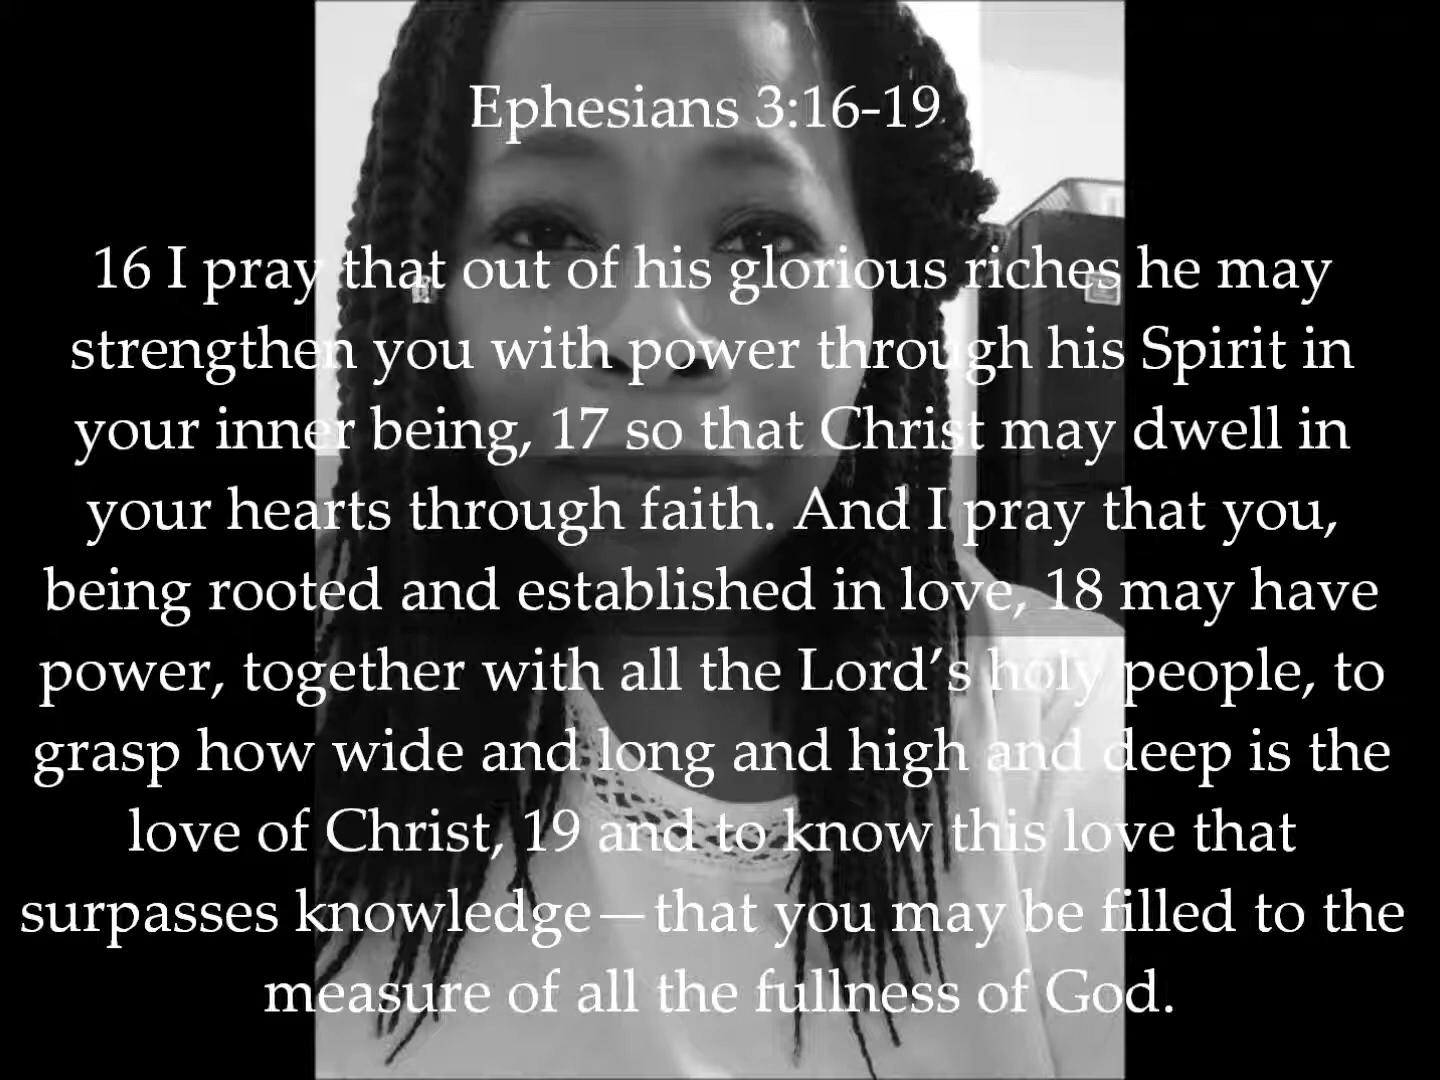 Ephesians 3:16-19
16 I pray that out of his glorious riches he may
strengthen you with power through his Spirit in
your inner being, 17 so that Christ may dwell in
your hearts through faith. And I pray that you,
being rooted and established in love, 18 may have
power, together with all the Lord’s holy people, to
grasp how wide and long and high and deep is the
love of Christ, 19 and to know this love that
surpasses knowledge—that you may be filled to the
measure of all the fullness of God.